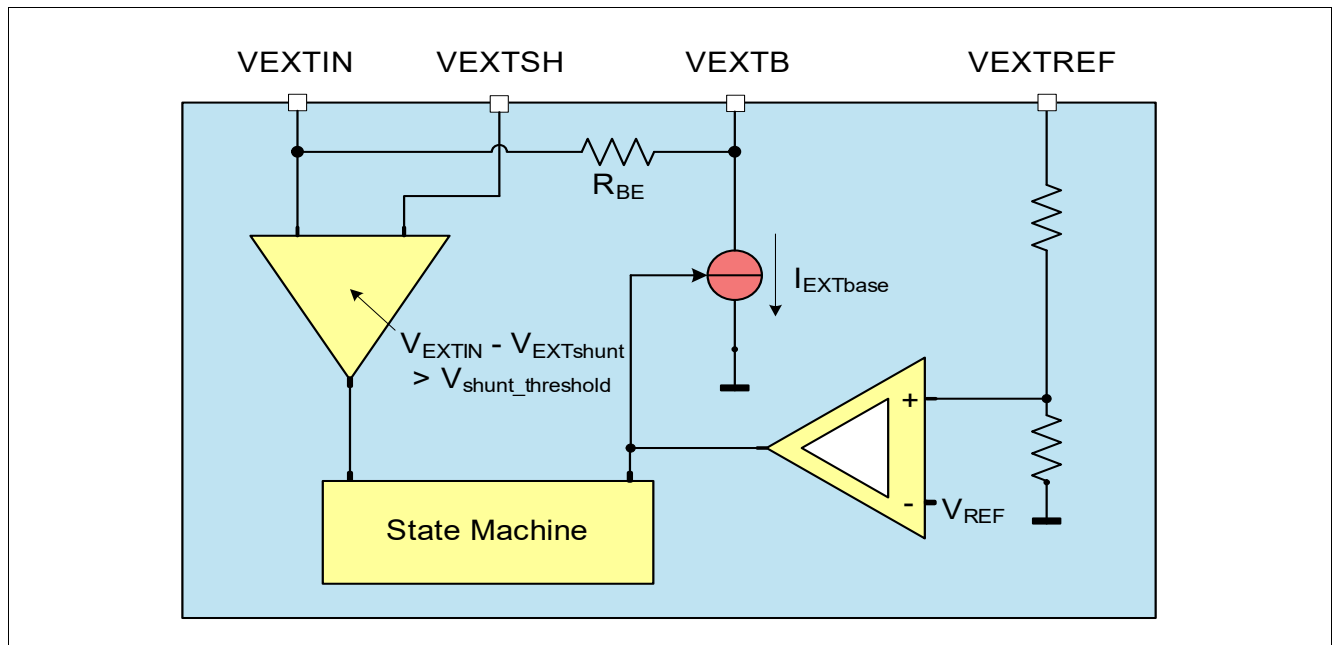 VEXTIN VEXTSH VEXTB VEXTREF
RBE
IEXTbase
VEXTIN - VEXTshunt
> Vshunt_threshold
+
- VREF
State Machine